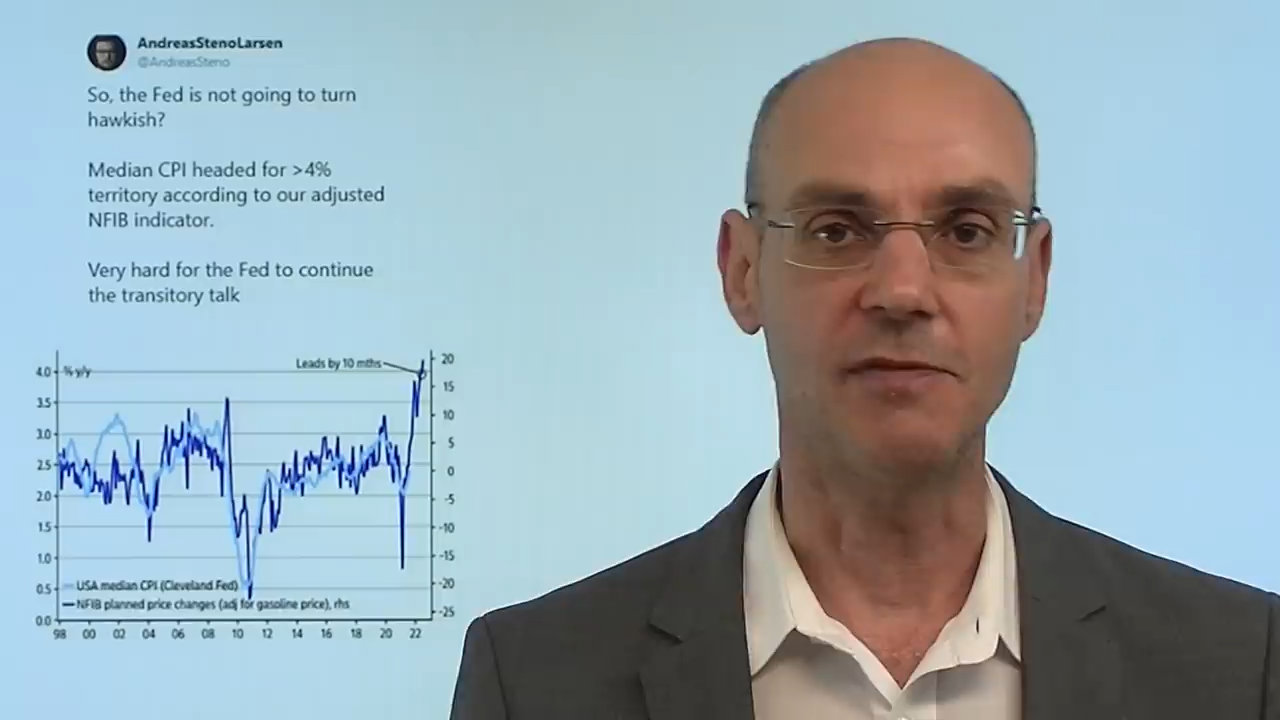 AndreasStenoLarsen
@AndreasSteno
So, the Fed is not going to turn
hawkish?
Median CPI headed for >4%
territory according to our adjusted
NFIB indicator.
Very hard for the Fed to continue
the transitory talk
Leads by 10 mths
% y/y
4.0
3.5
3.0
2.5
2.0
1.5
1.0
0.5
0.0
20
15
10
5
0
-5
-10
-15
-20
-25
USA median CPI (Cleveland Fed)
NFIB planned price changes (adj for gasoline price), rhs
98 00 02 04 06 08 10 12 14 16 18 20 22